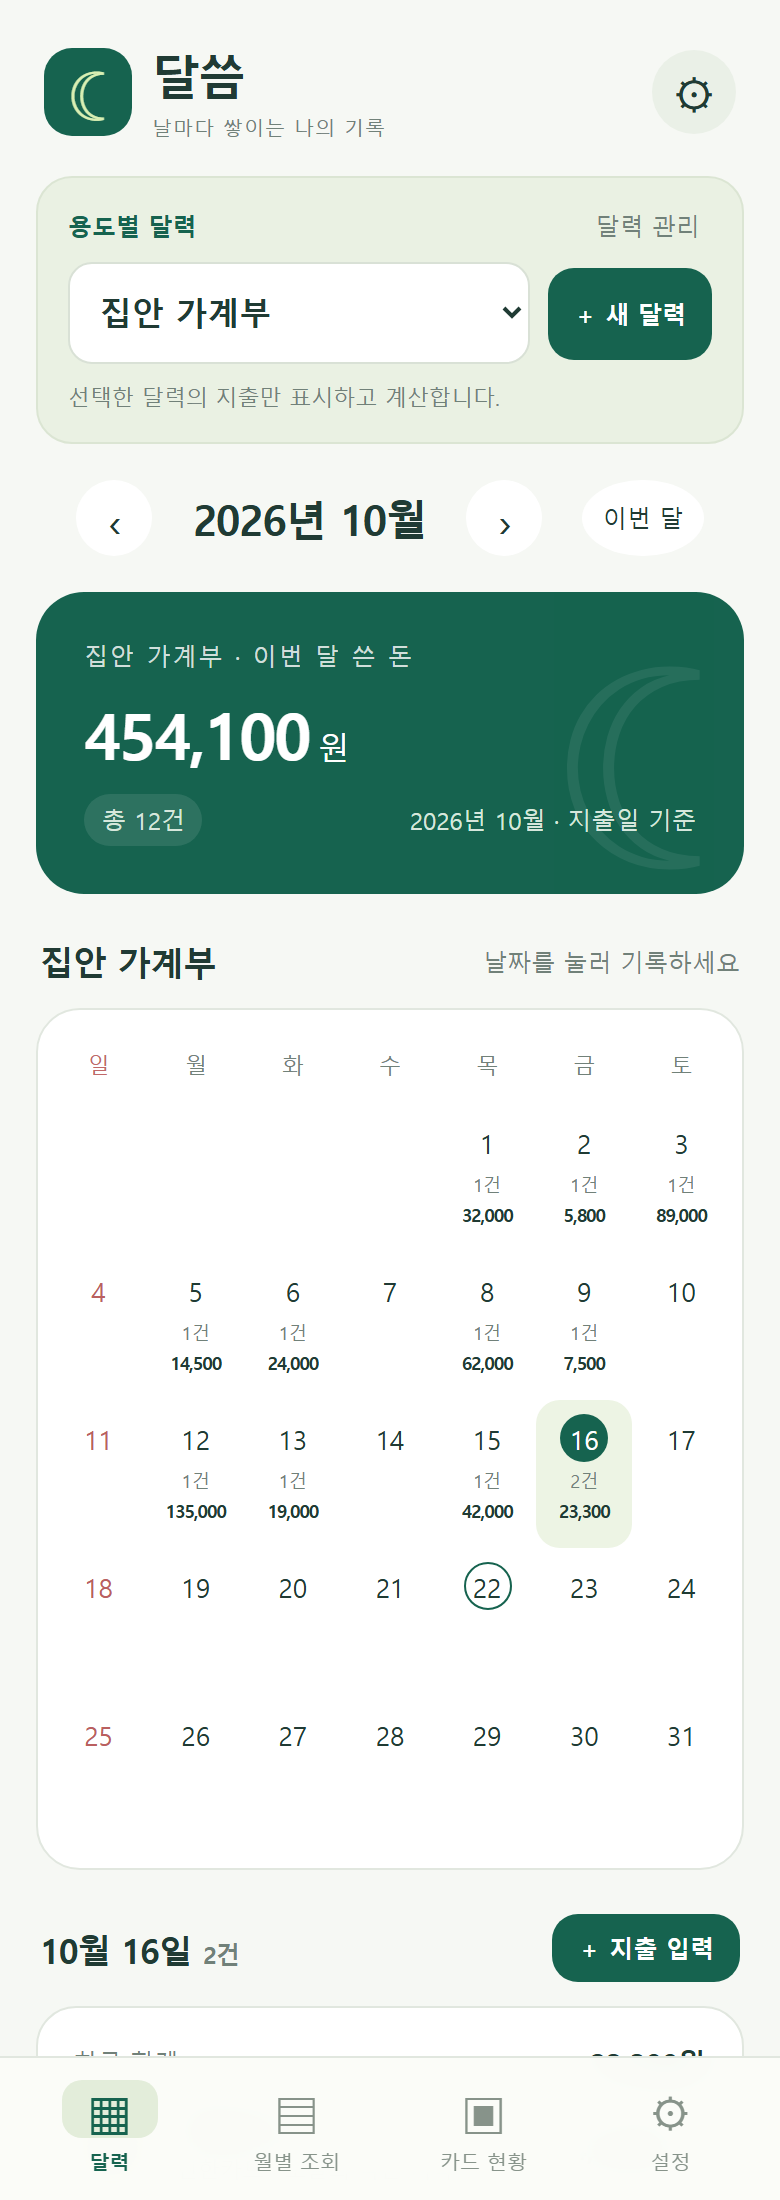 달씀
날마다 쌓이는 나의 기록
용도별 달력 달력 관리
집안 가계부 + 새 달력
선택한 달력의 지출만 표시하고 계산합니다.
‹ 2026년 10월 › 이번 달
집안 가계부 · 이번 달 쓴 돈
454,100 원
총 12건 2026년 10월 · 지출일 기준
집안 가계부 날짜를 눌러 기록하세요
일 월 화 수 목 금 토
1 2 3
1건 1건 1건
32,000 5,800 89,000
4 5 6 7 8 9 10
1건 1건 1건 1건
14,500 24,000 62,000 7,500
11 12 13 14 15 16 17
1건 1건 1건 2건
135,000 19,000 42,000 23,300
18 19 20 21 22 23 24
25 26 27 28 29 30 31
10월 16일 2건 + 지출 입력
달력 월별 조회 카드 현황 설정